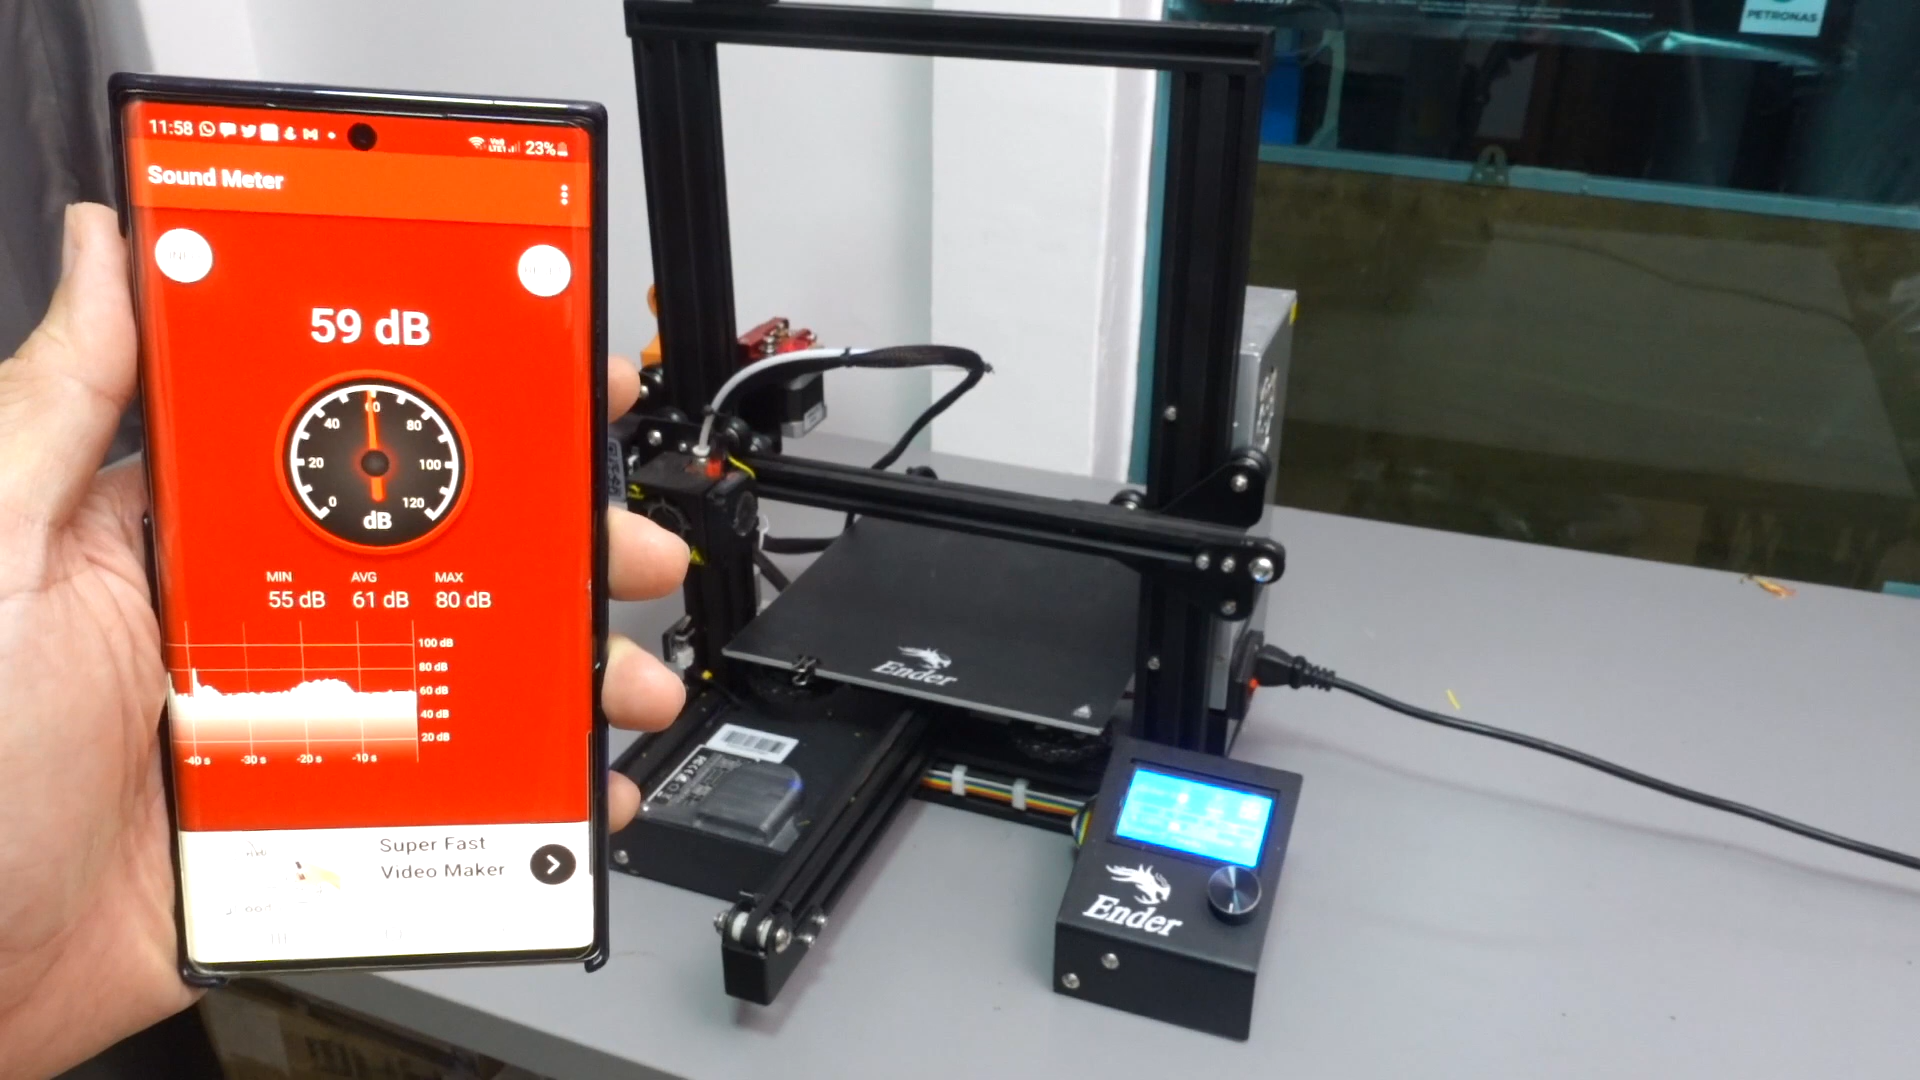 PETRONAS
11:58
23%
Sound Meter
59 dB
0
20
40
60
80
100
120
dB
MIN AVG MAX
55 dB 61 dB 80 dB
100 dB
80 dB
60 dB
40 dB
20 dB
-40 s -30 s -20 s -10 s
Super Fast
Video Maker
Ender
Ender